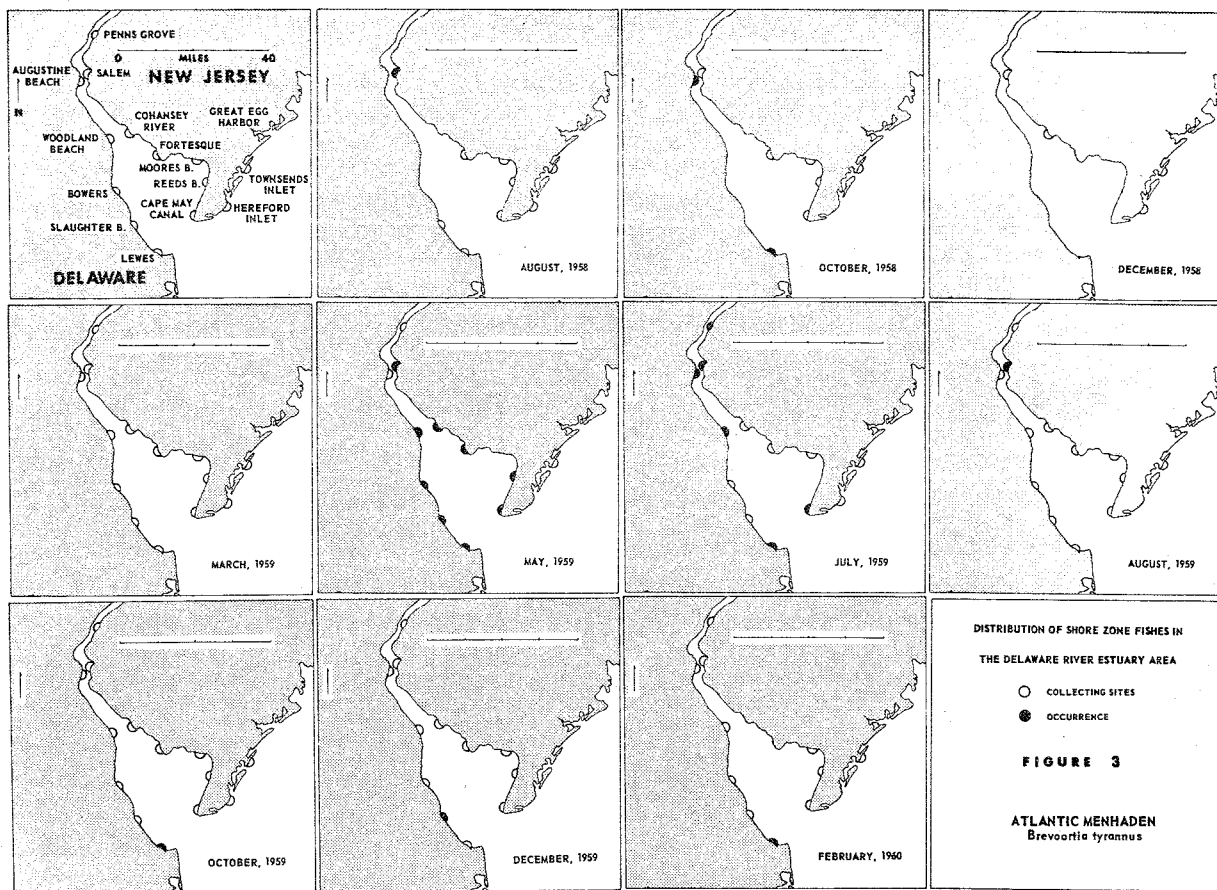 PENNS GROVE
0 MILES 40
AUGUSTINE BEACH
SALEM
NEW JERSEY
N
COHANSEY RIVER
GREAT EGG HARBOR
WOODLAND BEACH
FORTESQUE
MOORES B.
REEDS B.
TOWNSENDS INLET
BOWERS
CAPE MAY CANAL
HEREFORD INLET
SLAUGHTER B.
LEWES
DELAWARE
AUGUST, 1958
OCTOBER, 1958
DECEMBER, 1958
MARCH, 1959
MAY, 1959
JULY, 1959
AUGUST, 1959
OCTOBER, 1959
DECEMBER, 1959
FEBRUARY, 1960
DISTRIBUTION OF SHORE ZONE FISHES IN
THE DELAWARE RIVER ESTUARY AREA
COLLECTING SITES
OCCURRENCE
FIGURE 3
ATLANTIC MENHADEN
Brevoortia tyrannus